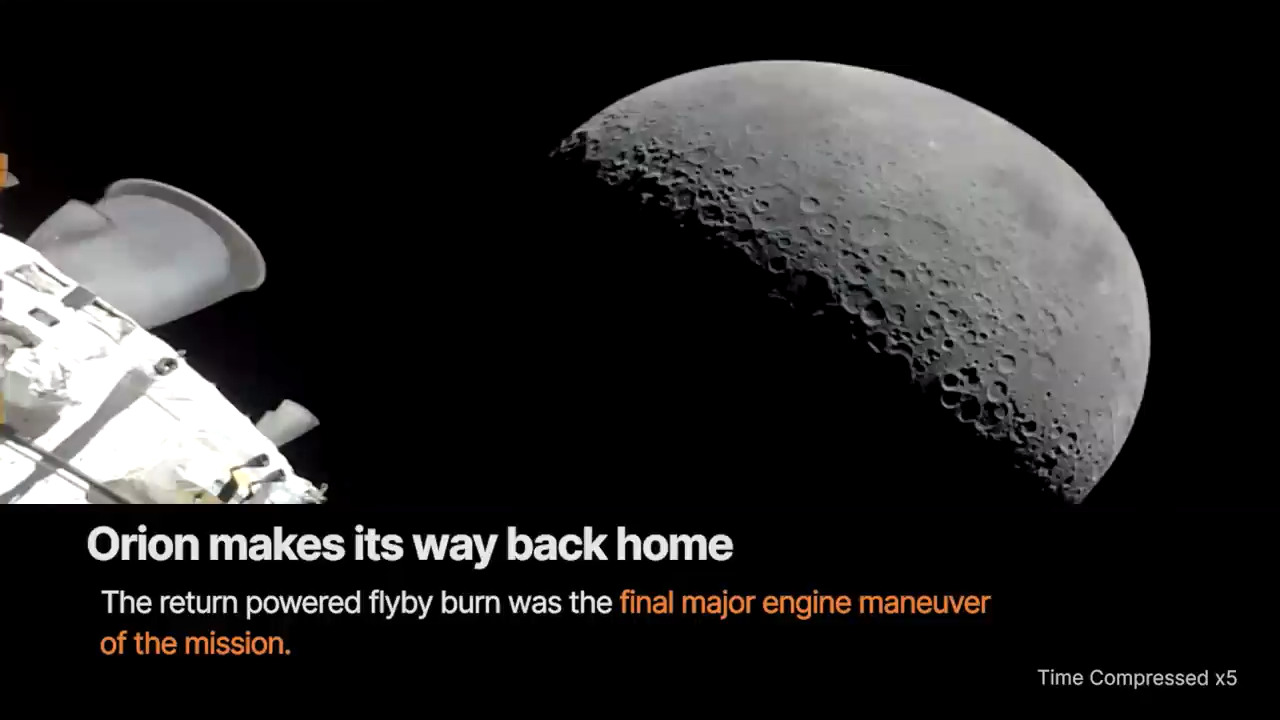 Orion makes its way back home
The return powered flyby burn was the final major engine maneuver
of the mission.
Time Compressed x5